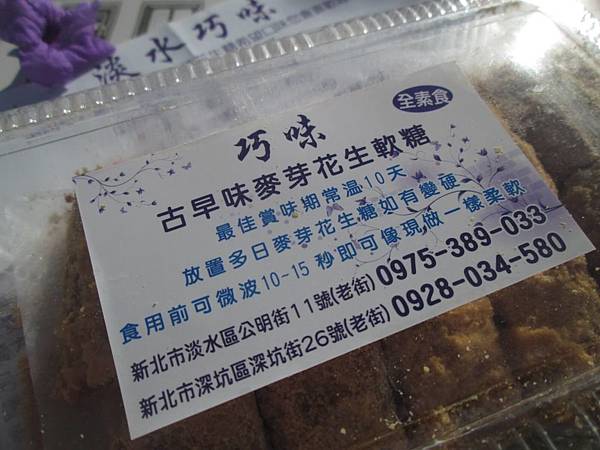 淡水巧味
全素食
巧味
古早味麥芽花生軟糖
最佳賞味期常溫10天
放置多日麥芽花生糖如有變硬
食用前可微波10-15秒即可像現做一樣柔軟
新北市淡水區公明街11號(老街) 0975-389-033
新北市深坑區深坑街26號(老街) 0928-034-580